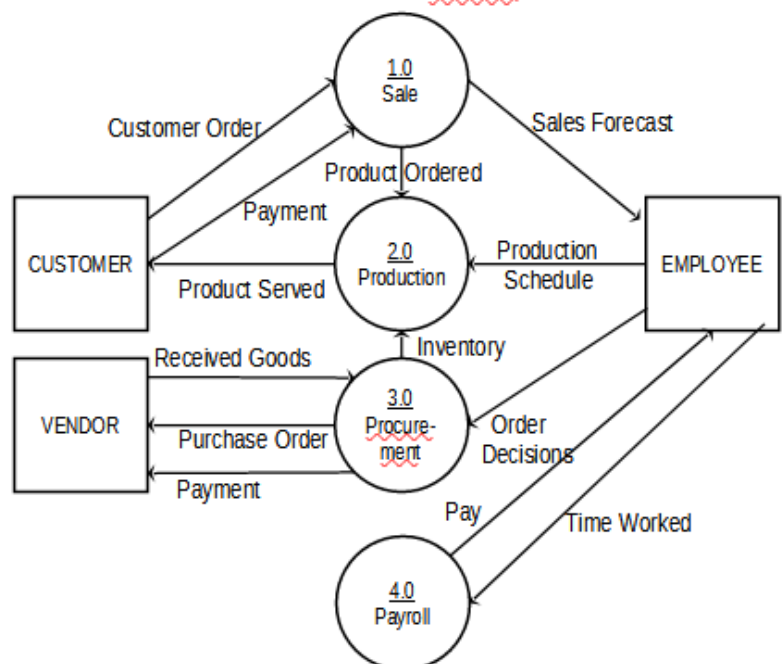 1.0
Sale
Customer Order
Sales Forecast
Product Ordered
Payment
CUSTOMER
2.0
Production
Production
Schedule
EMPLOYEE
Product Served
Received Goods
Inventory
VENDOR
3.0
Procure-
ment
Purchase Order
Order
Decisions
Payment
Pay
Time Worked
4.0
Payroll